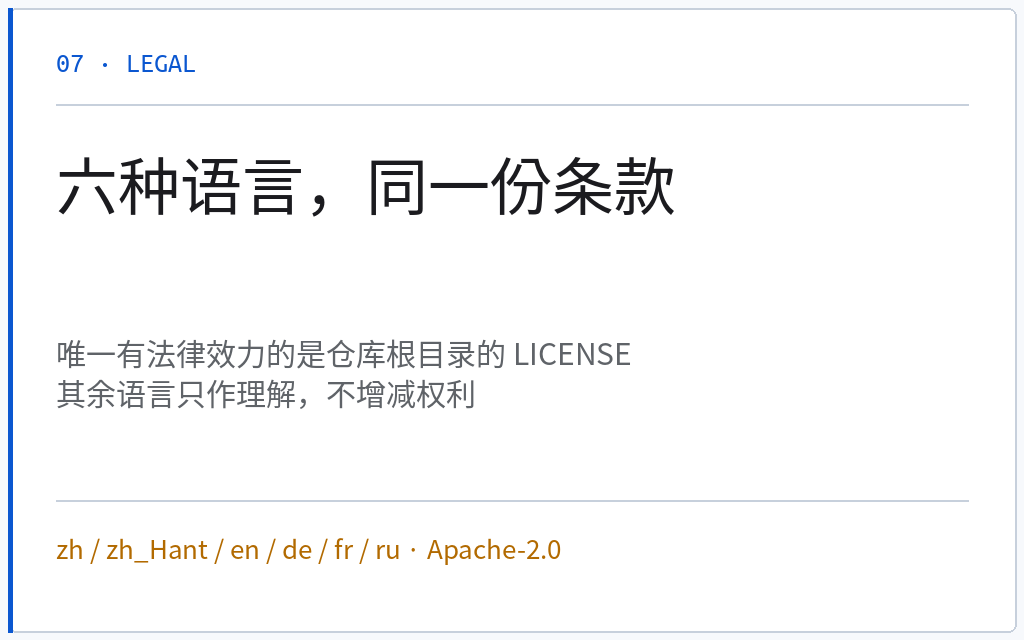 07 · LEGAL
六种语言，同一份条款
唯一有法律效力的是仓库根目录的 LICENSE
其余语言只作理解，不增减权利
zh / zh_Hant / en / de / fr / ru · Apache-2.0